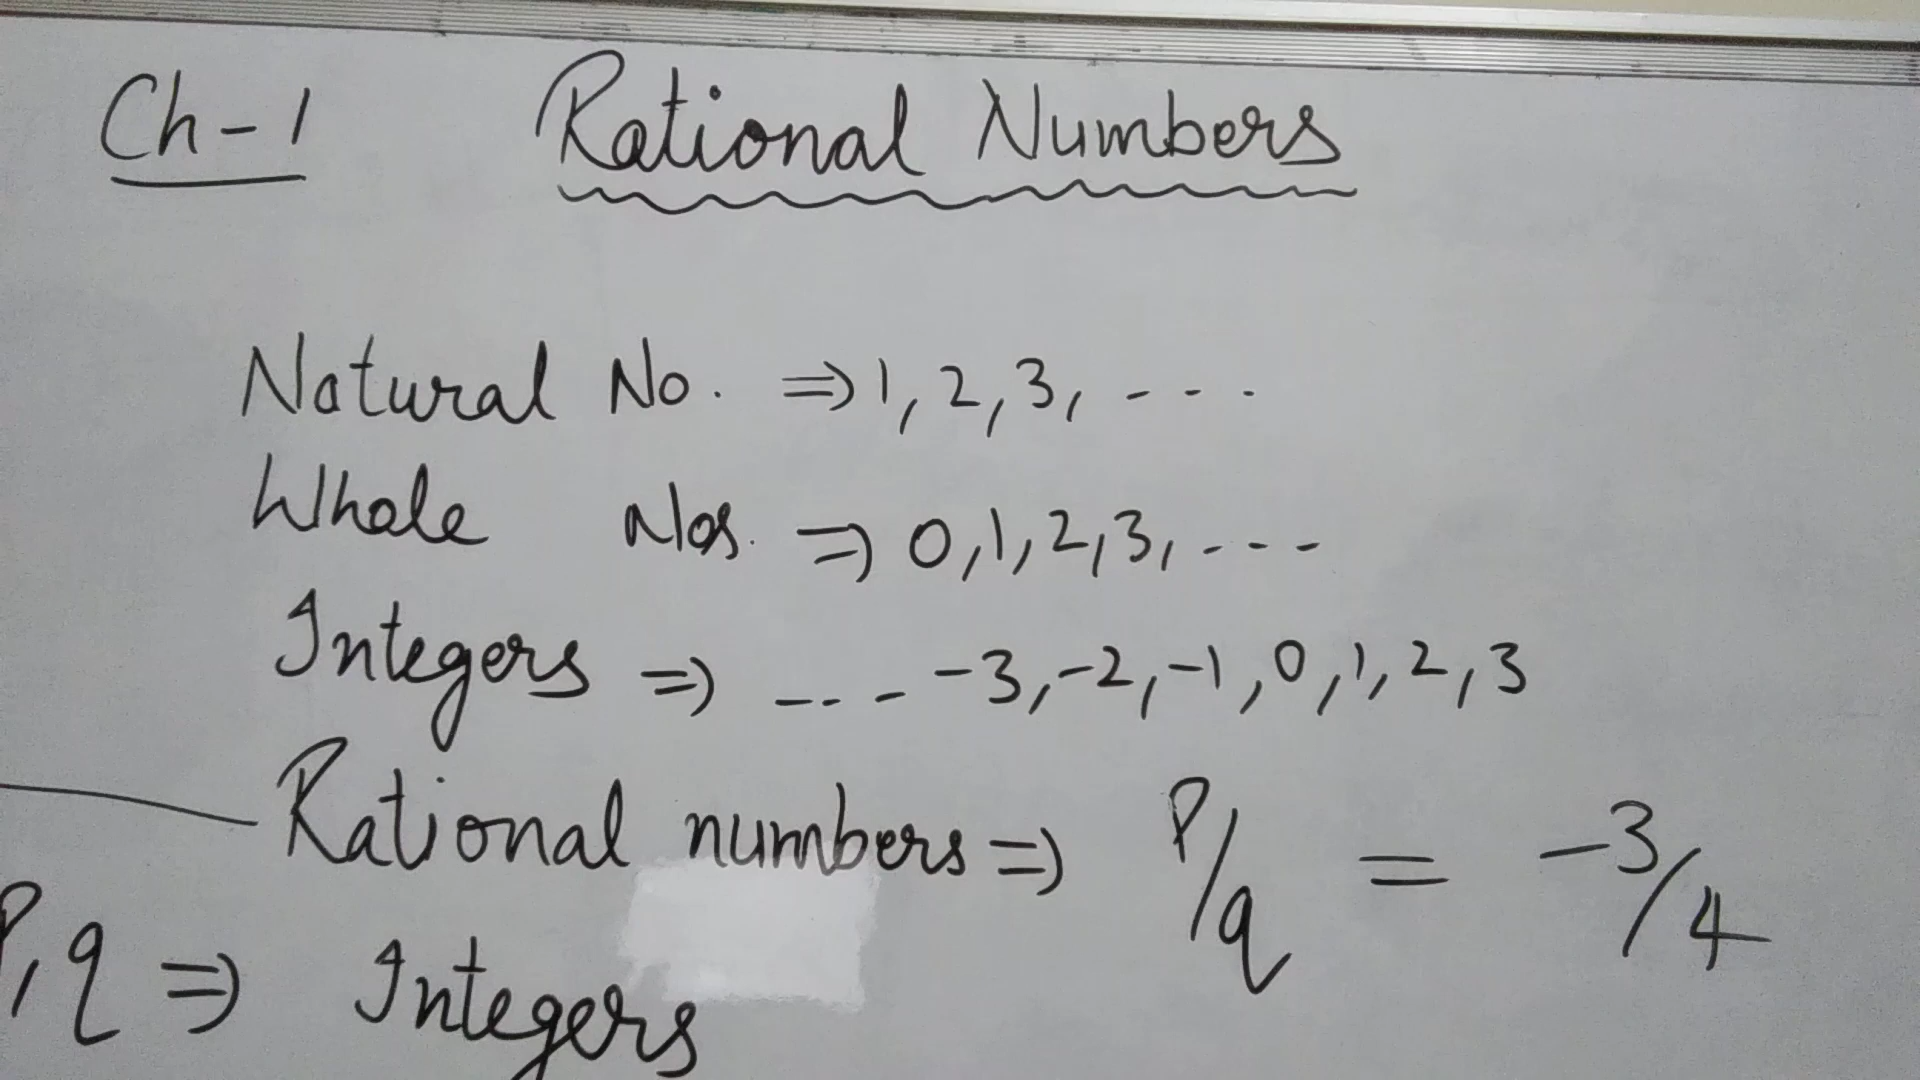 Ch-1 Rational Numbers
Natural No. ⇒ 1, 2, 3, - - - .
Whole Nos. ⇒ 0, 1, 2, 3, - - - -
Integers ⇒ - - - - -3, -2, -1, 0, 1, 2, 3
Rational numbers ⇒ P/q = -3/4
P, q ⇒ Integers